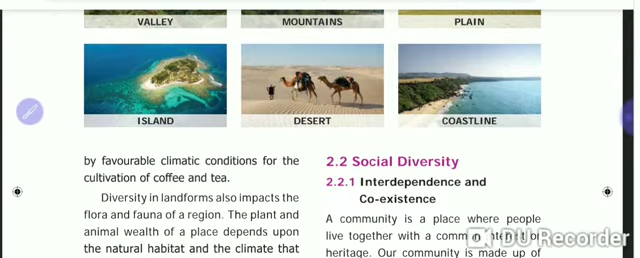 VALLEY
MOUNTAINS
PLAIN
ISLAND
DESERT
COASTLINE
by favourable climatic conditions for the
cultivation of coffee and tea.
Diversity in landforms also impacts the
flora and fauna of a region. The plant and
animal wealth of a place depends upon
the natural habitat and the climate that
2.2 Social Diversity
2.2.1 Interdependence and
Co-existence
A community is a place where people
live together with a common interest or
heritage. Our community is made up of
DU Recorder